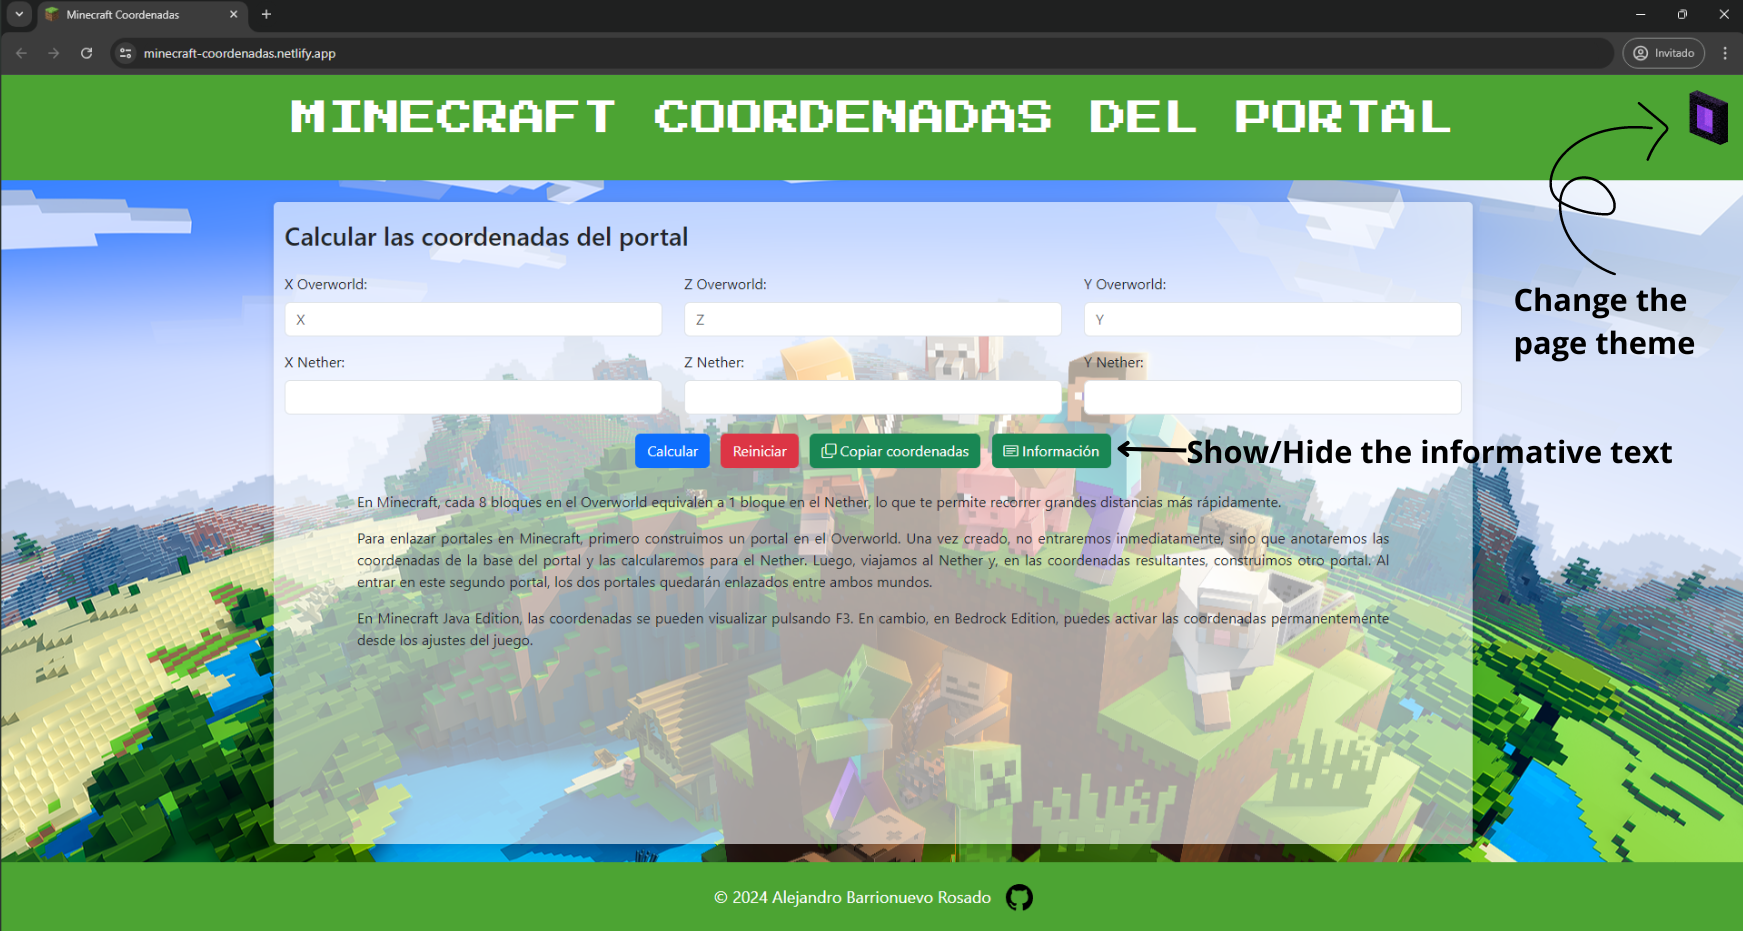 Minecraft Coordenadas
minecraft-coordenadas.netlify.app
Invitado
MINECRAFT COORDENADAS DEL PORTAL
Calcular las coordenadas del portal
X Overworld:
Z Overworld:
Y Overworld:
X
Z
Y
Change the
page theme
X Nether:
Z Nether:
Y Nether:
Calcular
Reiniciar
Copiar coordenadas
Información
Show/Hide the informative text
En Minecraft, cada 8 bloques en el Overworld equivalen a 1 bloque en el Nether, lo que te permite recorrer grandes distancias más rápidamente.
Para enlazar portales en Minecraft, primero construimos un portal en el Overworld. Una vez creado, no entraremos inmediatamente, sino que anotaremos las
coordenadas de la base del portal y las calcularemos para el Nether. Luego, viajamos al Nether y, en las coordenadas resultantes, construimos otro portal. Al
entrar en este segundo portal, los dos portales quedarán enlazados entre ambos mundos.
En Minecraft Java Edition, las coordenadas se pueden visualizar pulsando F3. En cambio, en Bedrock Edition, puedes activar las coordenadas permanentemente
desde los ajustes del juego.
© 2024 Alejandro Barrionuevo Rosado